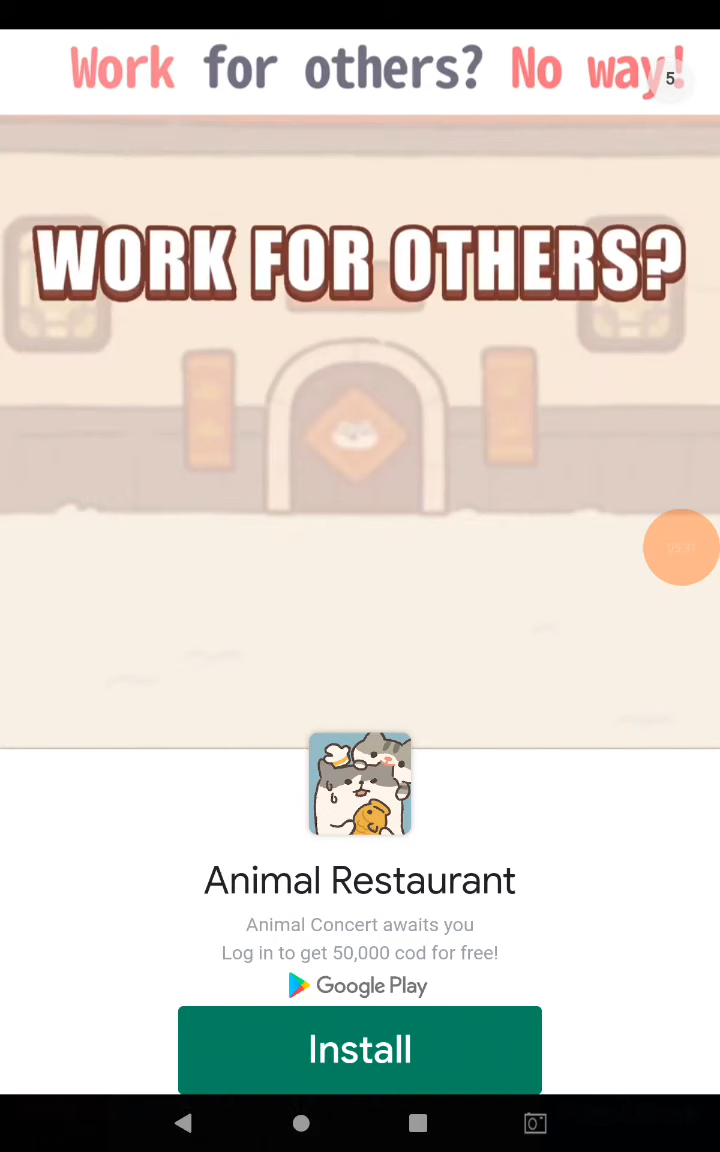 Work for others? No way!
5
WORK FOR OTHERS?
Animal Restaurant
Animal Concert awaits you
Log in to get 50,000 cod for free!
Google Play
Install